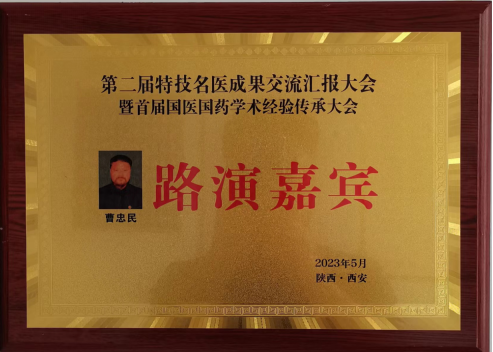 第二届特技名医成果交流汇报大会
暨首届国医国药学术经验传承大会
路演嘉宾
曹忠民
2023年5月
陕西·西安